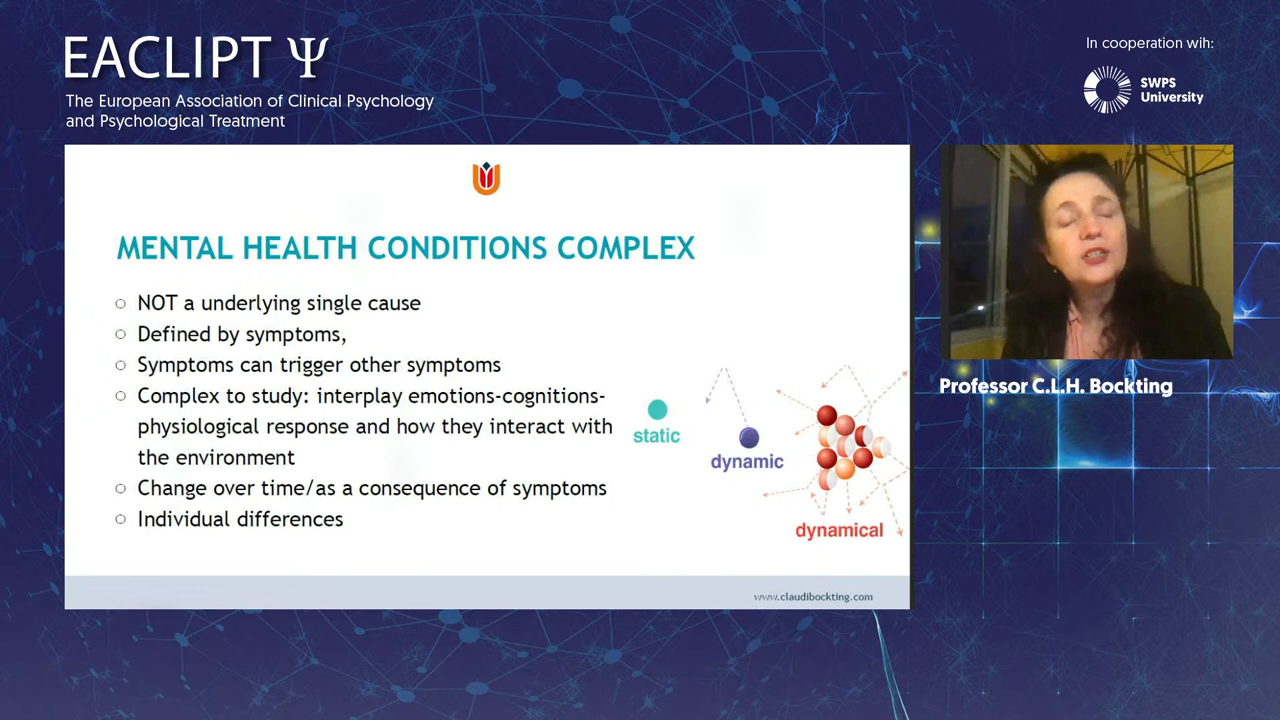 EACLIPT Ψ
The European Association of Clinical Psychology
and Psychological Treatment
In cooperation wih:
SWPS
University
MENTAL HEALTH CONDITIONS COMPLEX
NOT a underlying single cause
Defined by symptoms,
Symptoms can trigger other symptoms
Complex to study: interplay emotions-cognitions-
physiological response and how they interact with
the environment
Change over time/as a consequence of symptoms
Individual differences
static
dynamic
dynamical
www.claudibockting.com
Professor C.L.H. Bockting